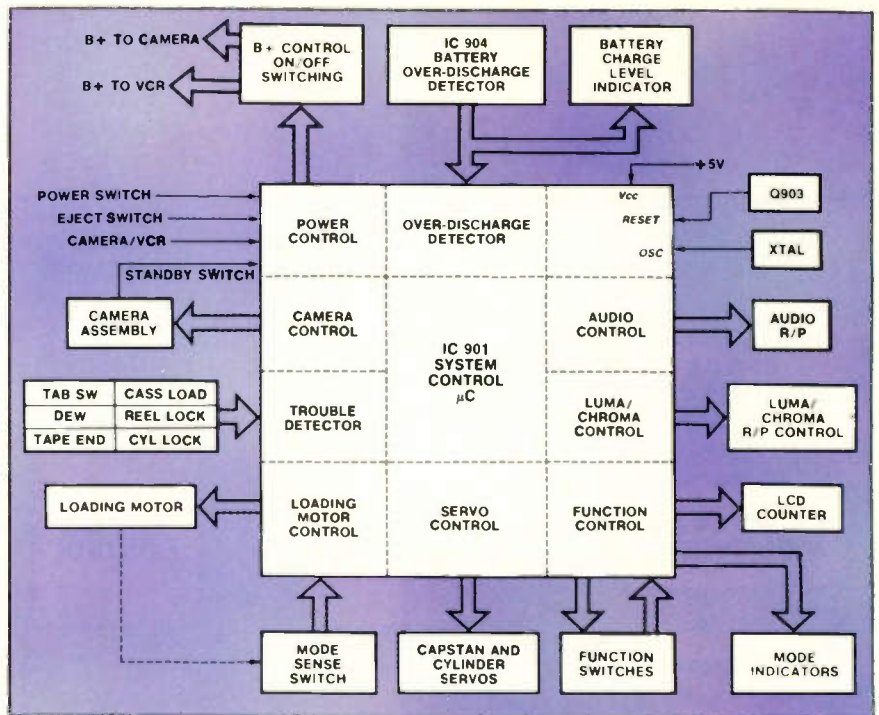 B+ TO CAMERA
B+ TO VCR
B+ CONTROL
ON/OFF
SWITCHING
IC 904
BATTERY
OVER-DISCHARGE
DETECTOR
BATTERY
CHARGE
LEVEL
INDICATOR
+5V
POWER SWITCH
EJECT SWITCH
CAMERA/VCR
STANDBY SWITCH
POWER
CONTROL
OVER-DISCHARGE
DETECTOR
Vcc
RESET
OSC
Q903
XTAL
CAMERA
ASSEMBLY
CAMERA
CONTROL
IC 901
SYSTEM
CONTROL
µC
AUDIO
CONTROL
AUDIO
R/P
TAB SW CASS LOAD
DEW REEL LOCK
TAPE END CYL LOCK
TROUBLE
DETECTOR
LUMA/
CHROMA
CONTROL
LUMA/
CHROMA
R/P CONTROL
LOADING MOTOR
LOADING
MOTOR
CONTROL
SERVO
CONTROL
FUNCTION
CONTROL
LCD
COUNTER
MODE
SENSE
SWITCH
CAPSTAN AND
CYLINDER
SERVOS
FUNCTION
SWITCHES
MODE
INDICATORS